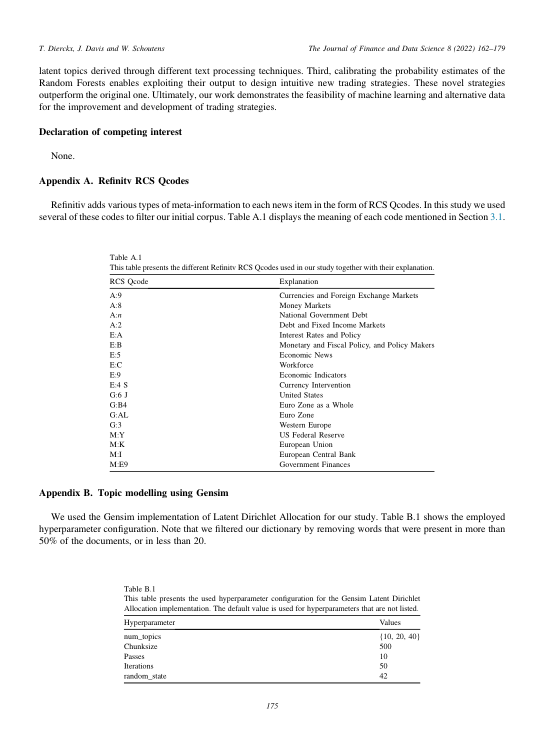 T. Diercks, J. Davis and W. Schoutens The Journal of Finance and Data Science 8 (2022) 162–179
latent topics derived through different text processing techniques. Third, calibrating the probability estimates of the
Random Forests enables exploiting their output to design intuitive new trading strategies. These novel strategies
outperform the original one. Ultimately, our work demonstrates the feasibility of machine learning and alternative data
for the improvement and development of trading strategies.
Declaration of competing interest
None.
Appendix A. Refinitv RCS Qcodes
Refinitiv adds various types of meta-information to each news item in the form of RCS Qcodes. In this study we used
several of these codes to filter our initial corpus. Table A.1 displays the meaning of each code mentioned in Section 3.1.
Table A.1
This table presents the different Refinitv RCS Qcodes used in our study together with their explanation.
RCS Qcode Explanation
A:9 Currencies and Foreign Exchange Markets
A:8 Money Markets
A:n National Government Debt
A:2 Debt and Fixed Income Markets
E:A Interest Rates and Policy
E:B Monetary and Fiscal Policy, and Policy Makers
E:5 Economic News
E:C Workforce
E:9 Economic Indicators
E:4 S Currency Intervention
G:6 J United States
G:B4 Euro Zone as a Whole
G:AL Euro Zone
G:3 Western Europe
M:Y US Federal Reserve
M:K European Union
M:I European Central Bank
M:E9 Government Finances
Appendix B. Topic modelling using Gensim
We used the Gensim implementation of Latent Dirichlet Allocation for our study. Table B.1 shows the employed
hyperparameter configuration. Note that we filtered our dictionary by removing words that were present in more than
50% of the documents, or in less than 20.
Table B.1
This table presents the used hyperparameter configuration for the Gensim Latent Dirichlet
Allocation implementation. The default value is used for hyperparameters that are not listed.
Hyperparameter Values
num_topics {10, 20, 40}
Chunksize 500
Passes 10
Iterations 50
random_state 42
175